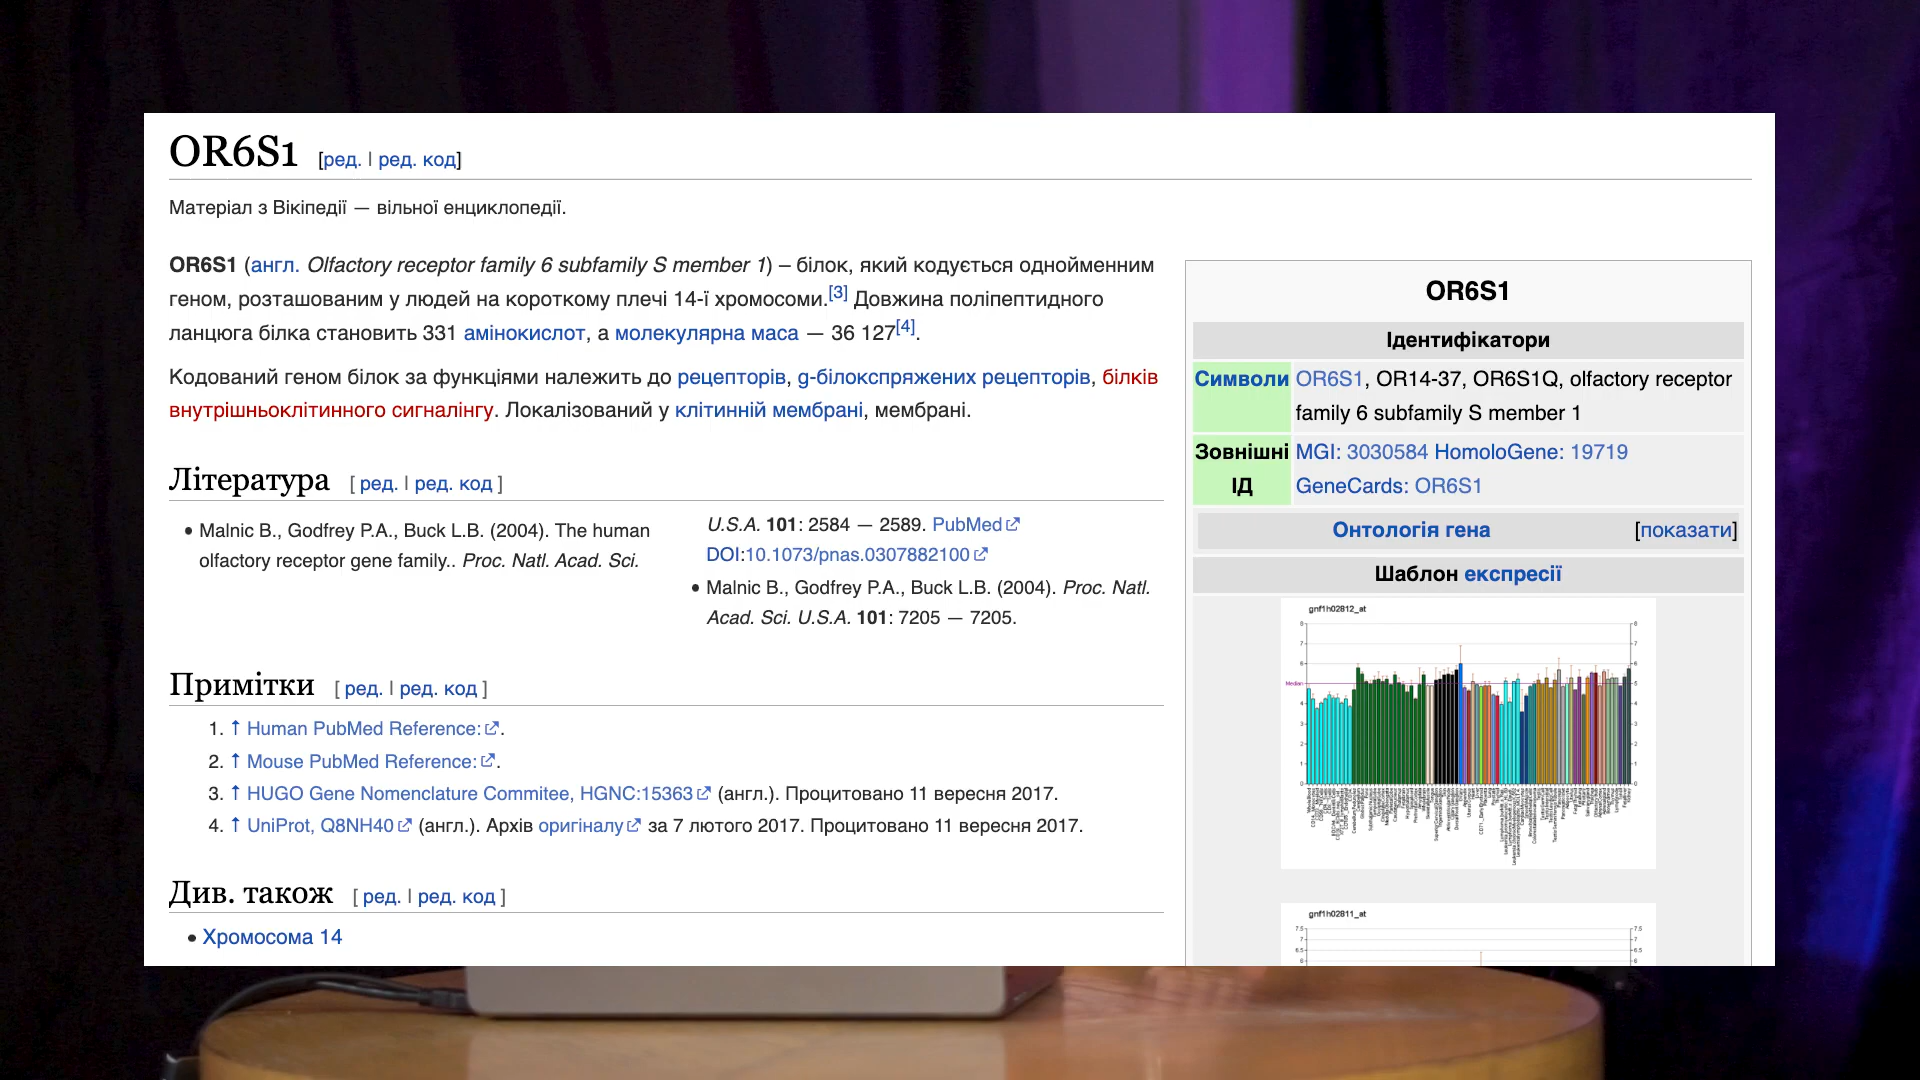 OR6S1 [ред. | ред. код]
Матеріал з Вікіпедії — вільної енциклопедії.
OR6S1 (англ. Olfactory receptor family 6 subfamily S member 1) – білок, який кодується однойменним
геном, розташованим у людей на короткому плечі 14-ї хромосоми.[3] Довжина поліпептидного
ланцюга білка становить 331 амінокислот, а молекулярна маса — 36 127[4].
Кодований геном білок за функціями належить до рецепторів, g-білокспряжених рецепторів, білків
внутрішньоклітинного сигналінгу. Локалізований у клітинній мембрані, мембрані.
Література [ ред. | ред. код ]
• Malnic B., Godfrey P.A., Buck L.B. (2004). The human
olfactory receptor gene family.. Proc. Natl. Acad. Sci.
U.S.A. 101: 2584 — 2589. PubMed
DOI:10.1073/pnas.0307882100
• Malnic B., Godfrey P.A., Buck L.B. (2004). Proc. Natl.
Acad. Sci. U.S.A. 101: 7205 — 7205.
Примітки [ ред. | ред. код ]
1. ↑ Human PubMed Reference:.
2. ↑ Mouse PubMed Reference:.
3. ↑ HUGO Gene Nomenclature Commitee, HGNC:15363 (англ.). Процитовано 11 вересня 2017.
4. ↑ UniProt, Q8NH40 (англ.). Архів оригіналу за 7 лютого 2017. Процитовано 11 вересня 2017.
Див. також [ ред. | ред. код ]
• Хромосома 14
OR6S1
Ідентифікатори
Символи OR6S1, OR14-37, OR6S1Q, olfactory receptor
family 6 subfamily S member 1
Зовнішні ІД MGI: 3030584 HomoloGene: 19719
GeneCards: OR6S1
Онтологія гена [показати]
Шаблон експресії
gnf1h02812_at
Median
gnf1h02811_at
7.5
7
6.5
6